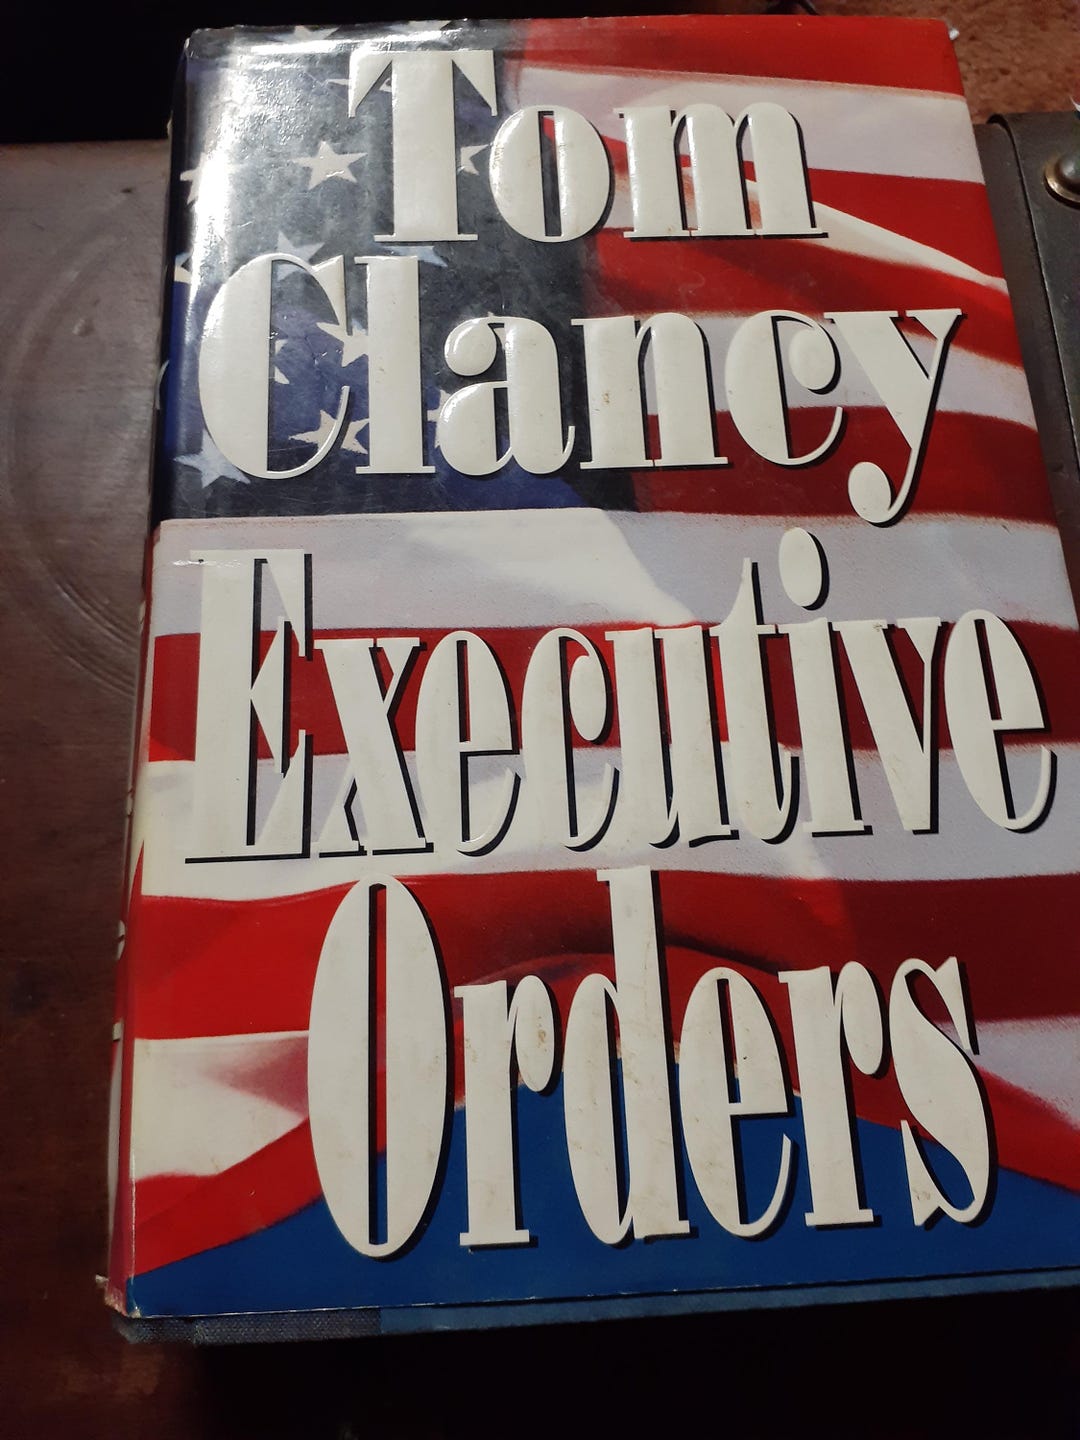 Tom
Clancy
Executive
Orders